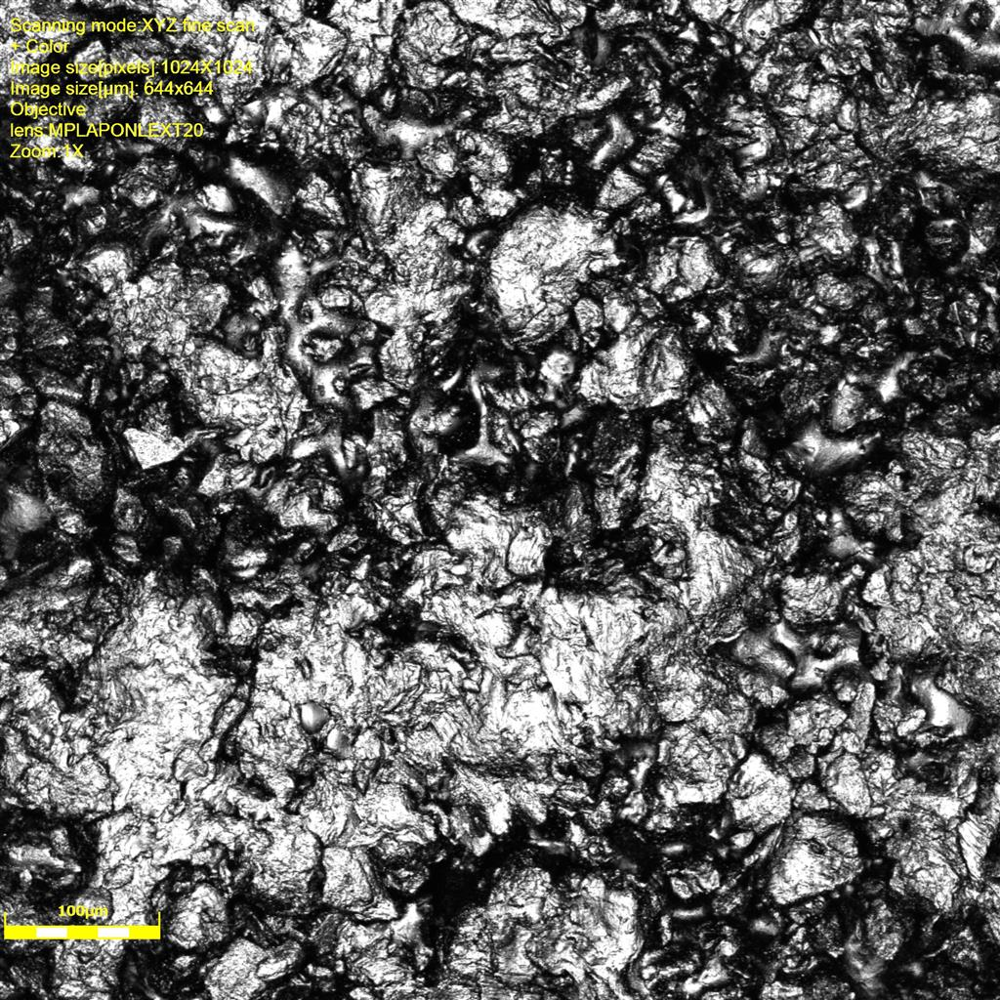 Scanning mode:XYZ fine scan
+ Color
Image size[pixels]:1024X1024
Image size[µm]: 644x644
Objective
lens:MPLAPONLEXT20
Zoom:1X
100µm